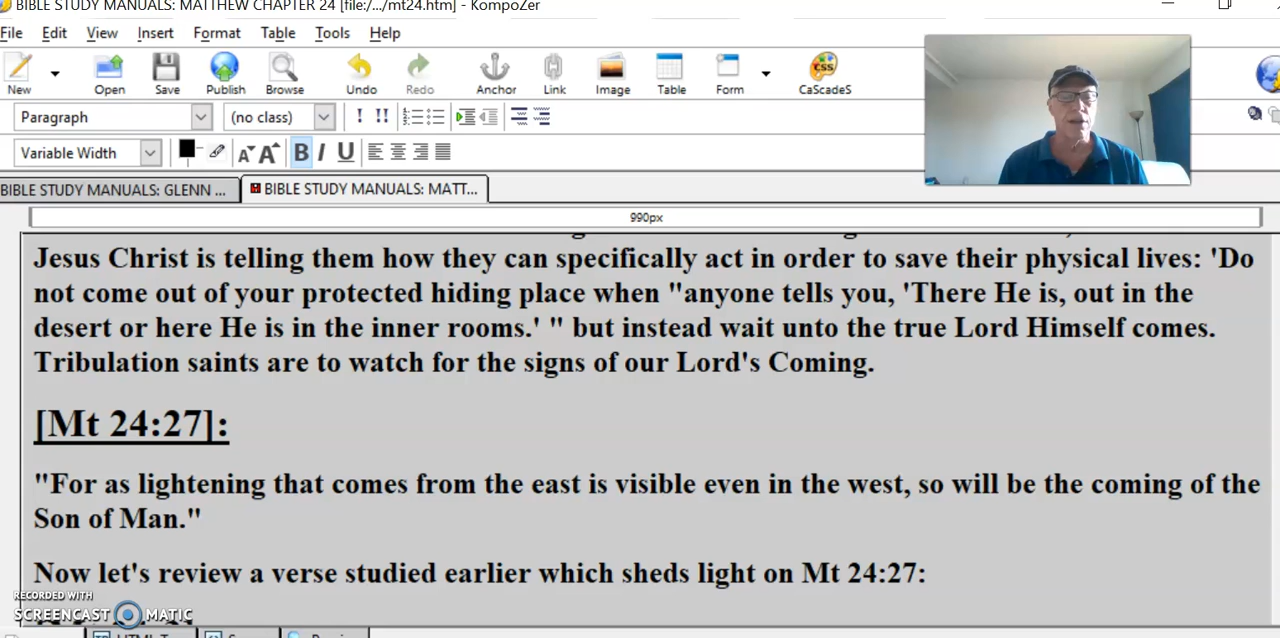 BIBLE STUDY MANUALS: MATTHEW CHAPTER 24 [file:/.../mt24.htm] - KompoZer
File Edit View Insert Format Table Tools Help
New Open Save Publish Browse Undo Redo Anchor Link Image Table Form CaScadeS
Paragraph (no class) ! !!
Variable Width A A B I U
BIBLE STUDY MANUALS: GLENN ... BIBLE STUDY MANUALS: MATT...
990px
Jesus Christ is telling them how they can specifically act in order to save their physical lives: 'Do
not come out of your protected hiding place when "anyone tells you, 'There He is, out in the
desert or here He is in the inner rooms.' " but instead wait unto the true Lord Himself comes.
Tribulation saints are to watch for the signs of our Lord's Coming.
[Mt 24:27]:
"For as lightening that comes from the east is visible even in the west, so will be the coming of the
Son of Man."
Now let's review a verse studied earlier which sheds light on Mt 24:27:
RECORDED WITH
SCREENCAST MATIC